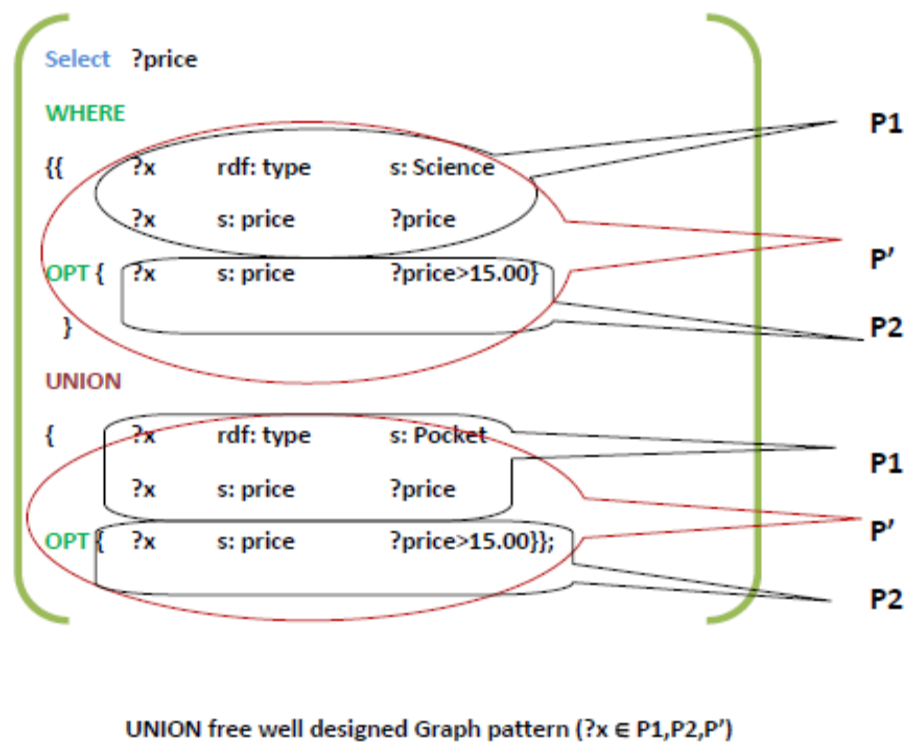 Select ?price
WHERE
P1
{{ ?x rdf: type s: Science
?x s: price ?price
P’
OPT { ?x s: price ?price>15.00}
} P2
UNION
{ ?x rdf: type s: Pocket
P1
?x s: price ?price
P’
OPT { ?x s: price ?price>15.00}};
P2
UNION free well designed Graph pattern (?x ∈ P1,P2,P’)